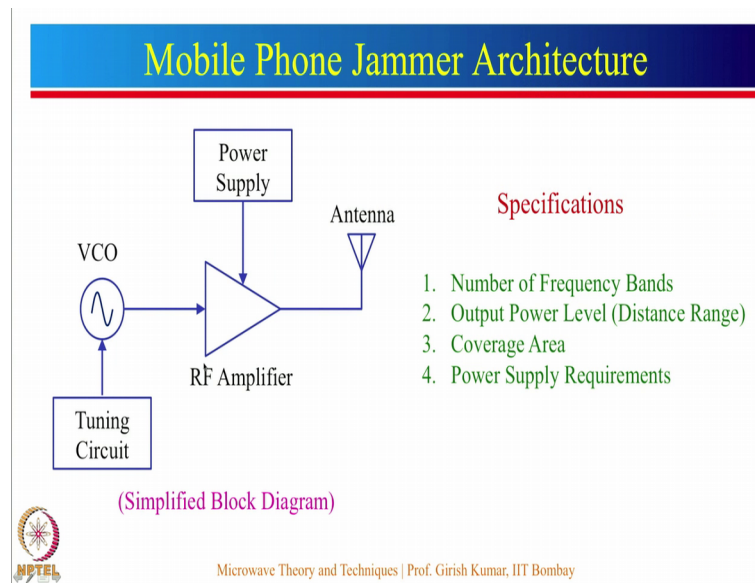 Mobile Phone Jammer Architecture
Power
Supply
Antenna
VCO
RF Amplifier
Tuning
Circuit
(Simplified Block Diagram)
Specifications
1. Number of Frequency Bands
2. Output Power Level (Distance Range)
3. Coverage Area
4. Power Supply Requirements
NPTEL
Microwave Theory and Techniques | Prof. Girish Kumar, IIT Bombay